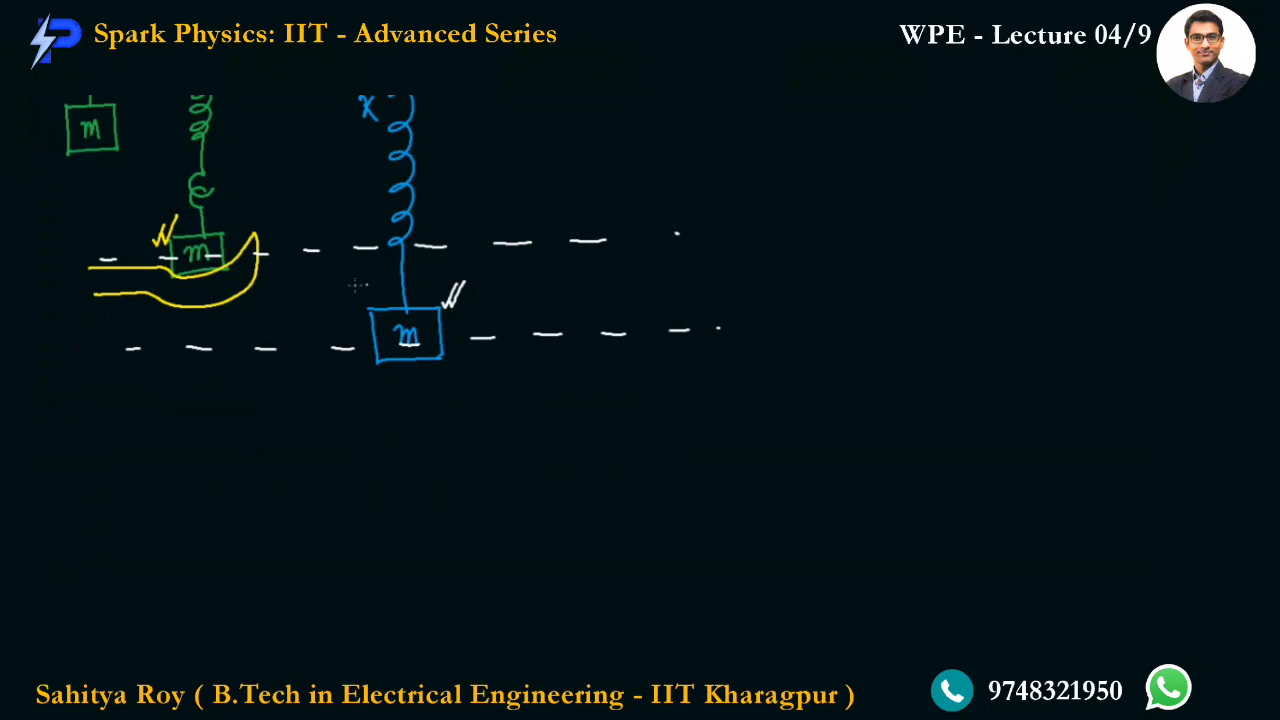 Spark Physics: IIT - Advanced Series
WPE - Lecture 04/9
m
K
m
m
Sahitya Roy ( B.Tech in Electrical Engineering - IIT Kharagpur )
9748321950